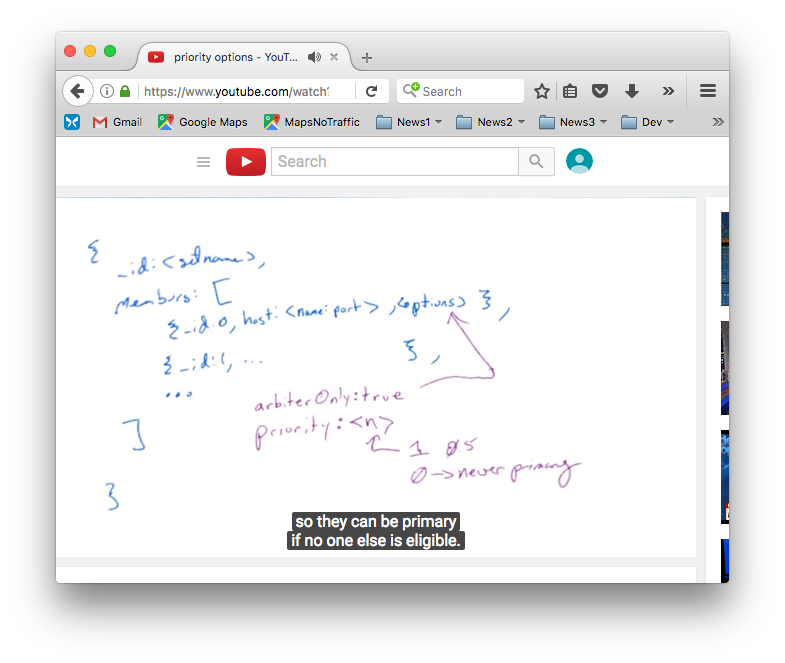 priority options - YouT...
https://www.youtube.com/watch?
Search
Gmail Google Maps MapsNoTraffic News1 News2 News3 Dev
Search
{
_id:<setname>,
members: [
{_id:0, host:<name:port>,<options>},
{_id:1, ... },
...
arbiterOnly:true
priority:<n>
]
1 0.5
0->never primary
}
so they can be primary
if no one else is eligible.